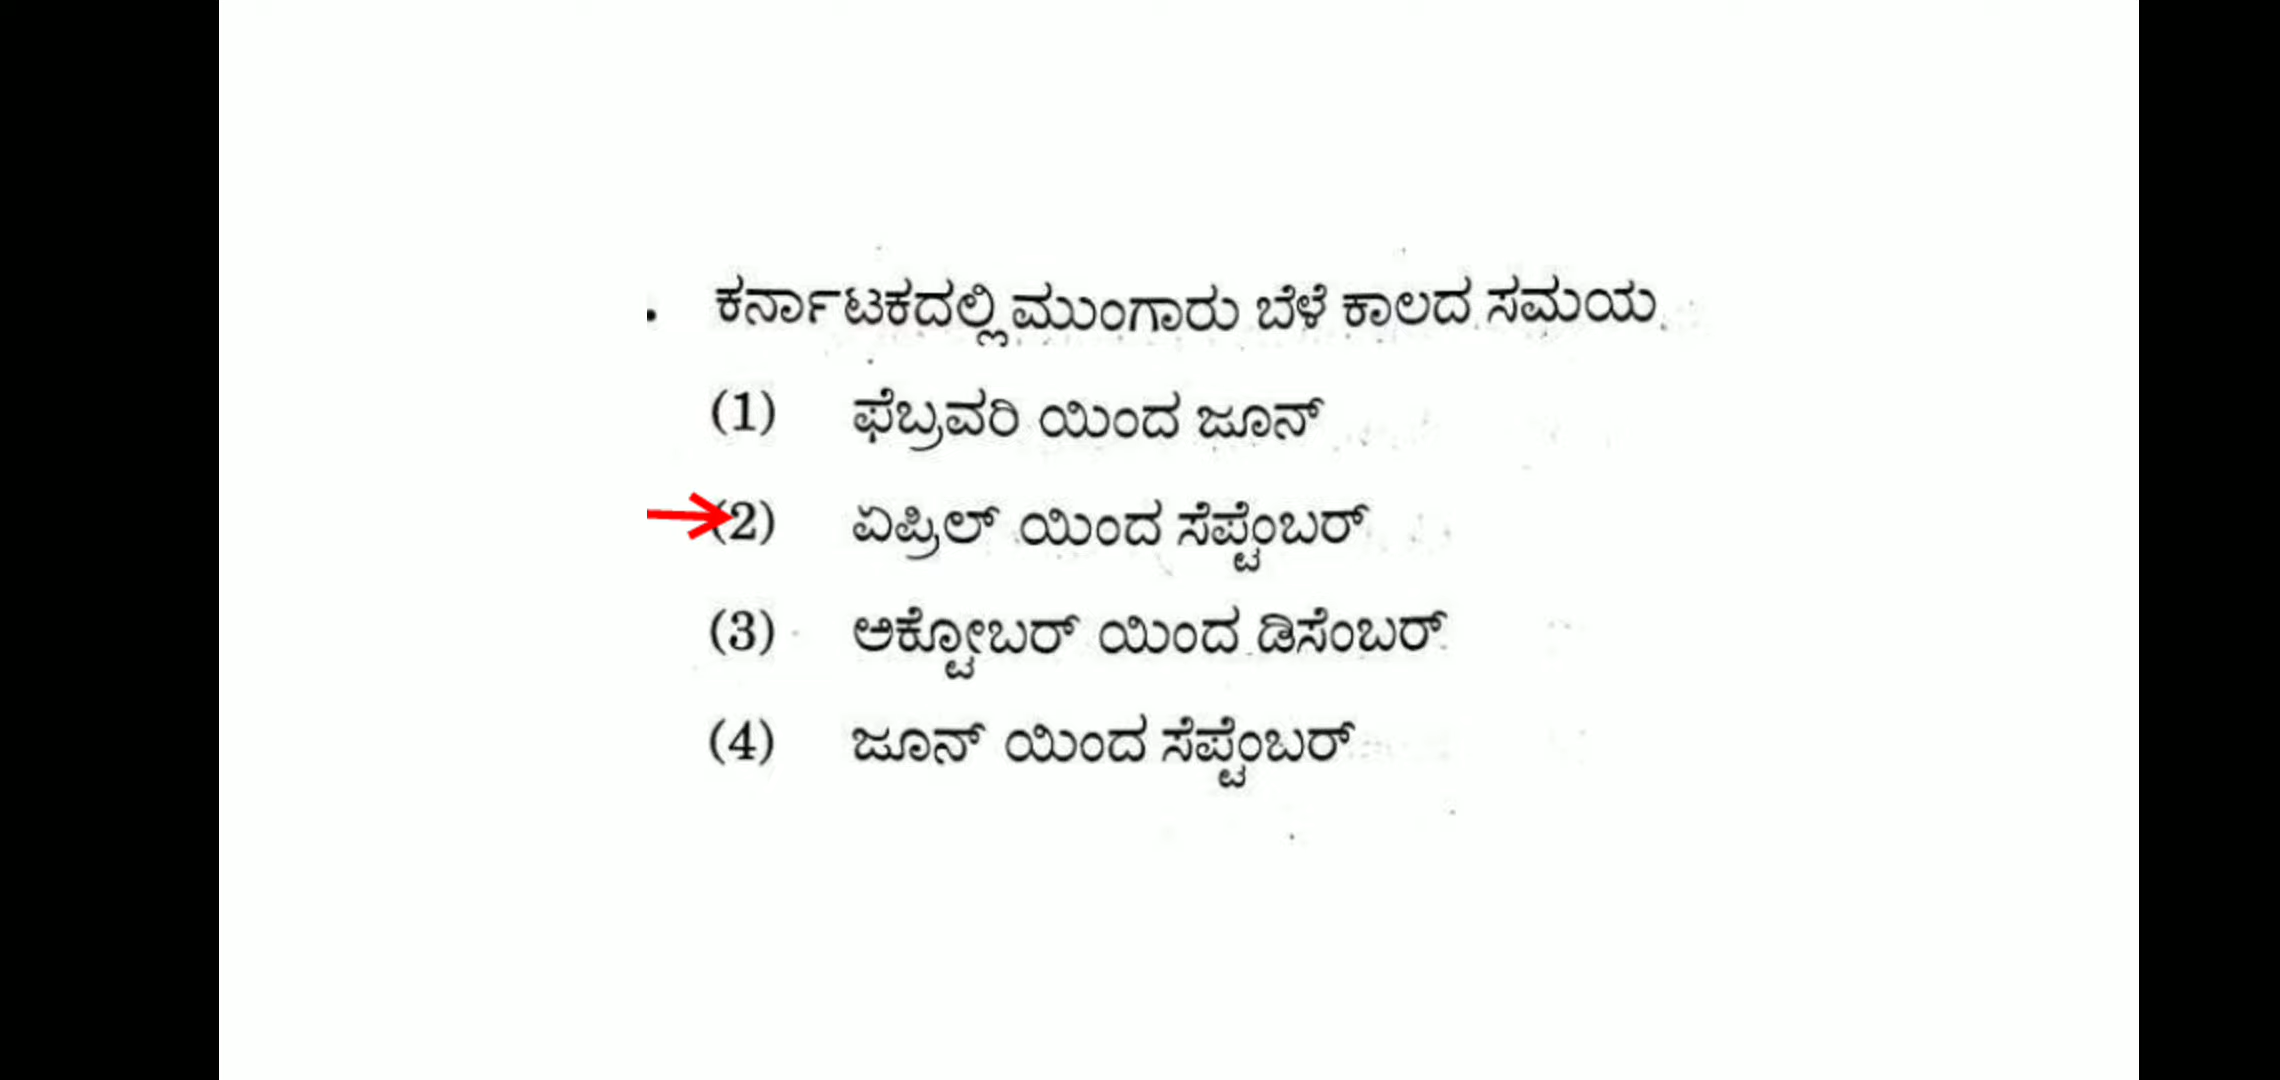 . ಕರ್ನಾಟಕದಲ್ಲಿ ಮುಂಗಾರು ಬೆಳೆ ಕಾಲದ ಸಮಯ
(1) ಫೆಬ್ರವರಿ ಯಿಂದ ಜೂನ್
(2) ಏಪ್ರಿಲ್ ಯಿಂದ ಸೆಪ್ಟೆಂಬರ್
(3) ಅಕ್ಟೋಬರ್ ಯಿಂದ ಡಿಸೆಂಬರ್
(4) ಜೂನ್ ಯಿಂದ ಸೆಪ್ಟೆಂಬರ್